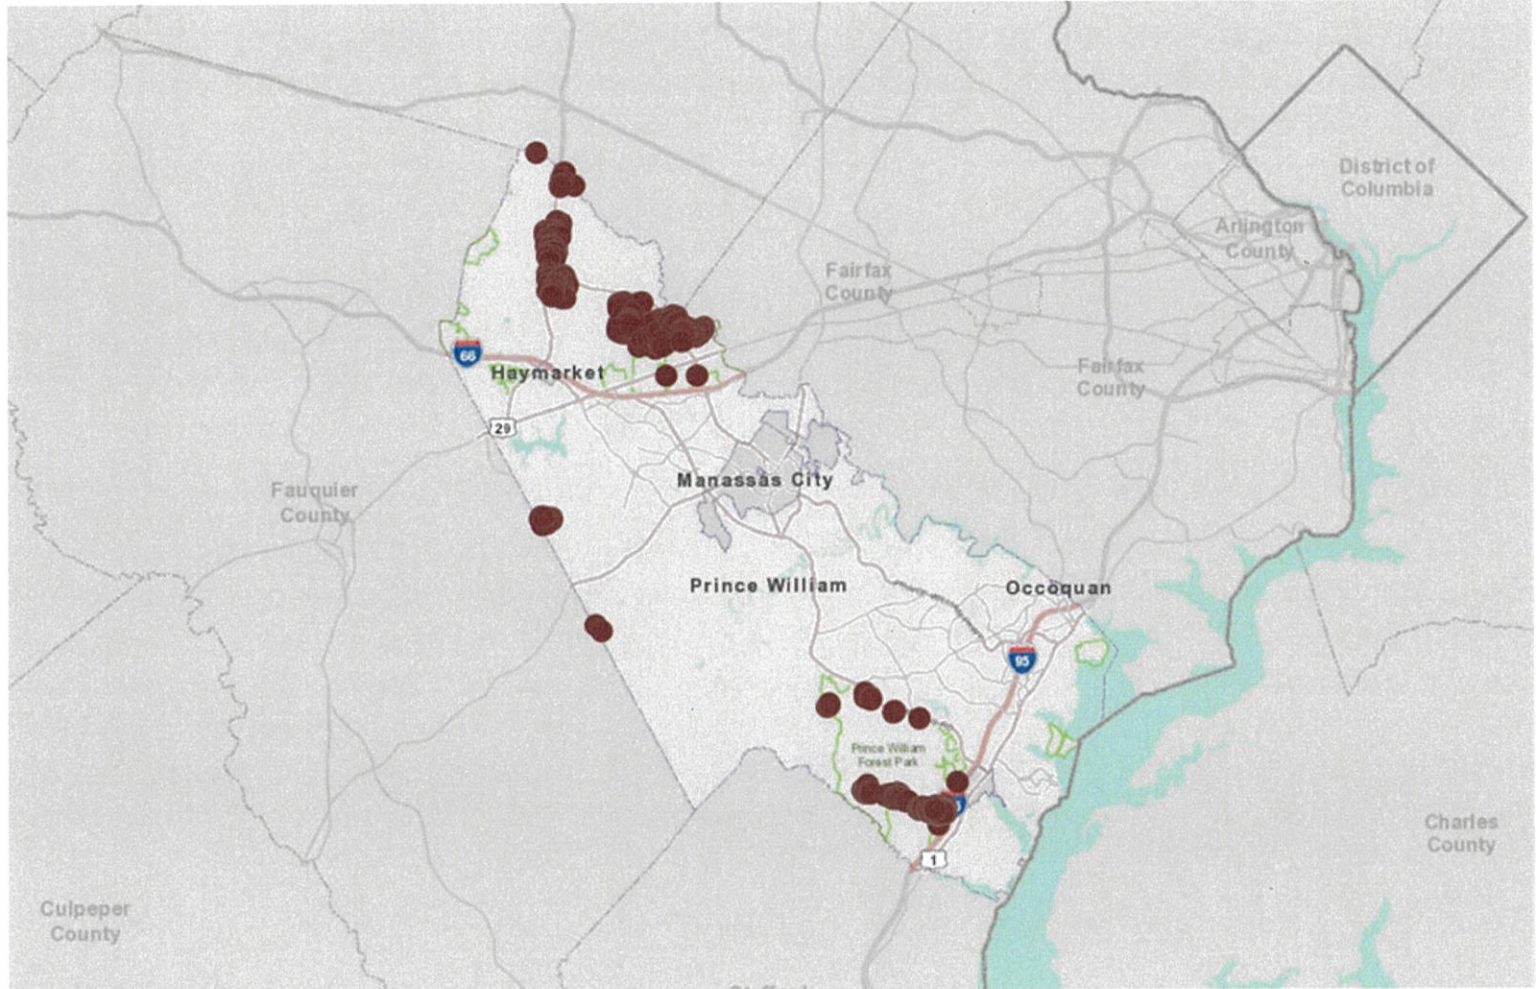 District of
Columbia
Arlington
County
Fairfax
County
66
Haymarket
Fairfax
County
29
Manassas City
Fauquier
County
Prince William
Occoquan
95
Prince William
Forest Park
1
Charles
County
Culpeper
County